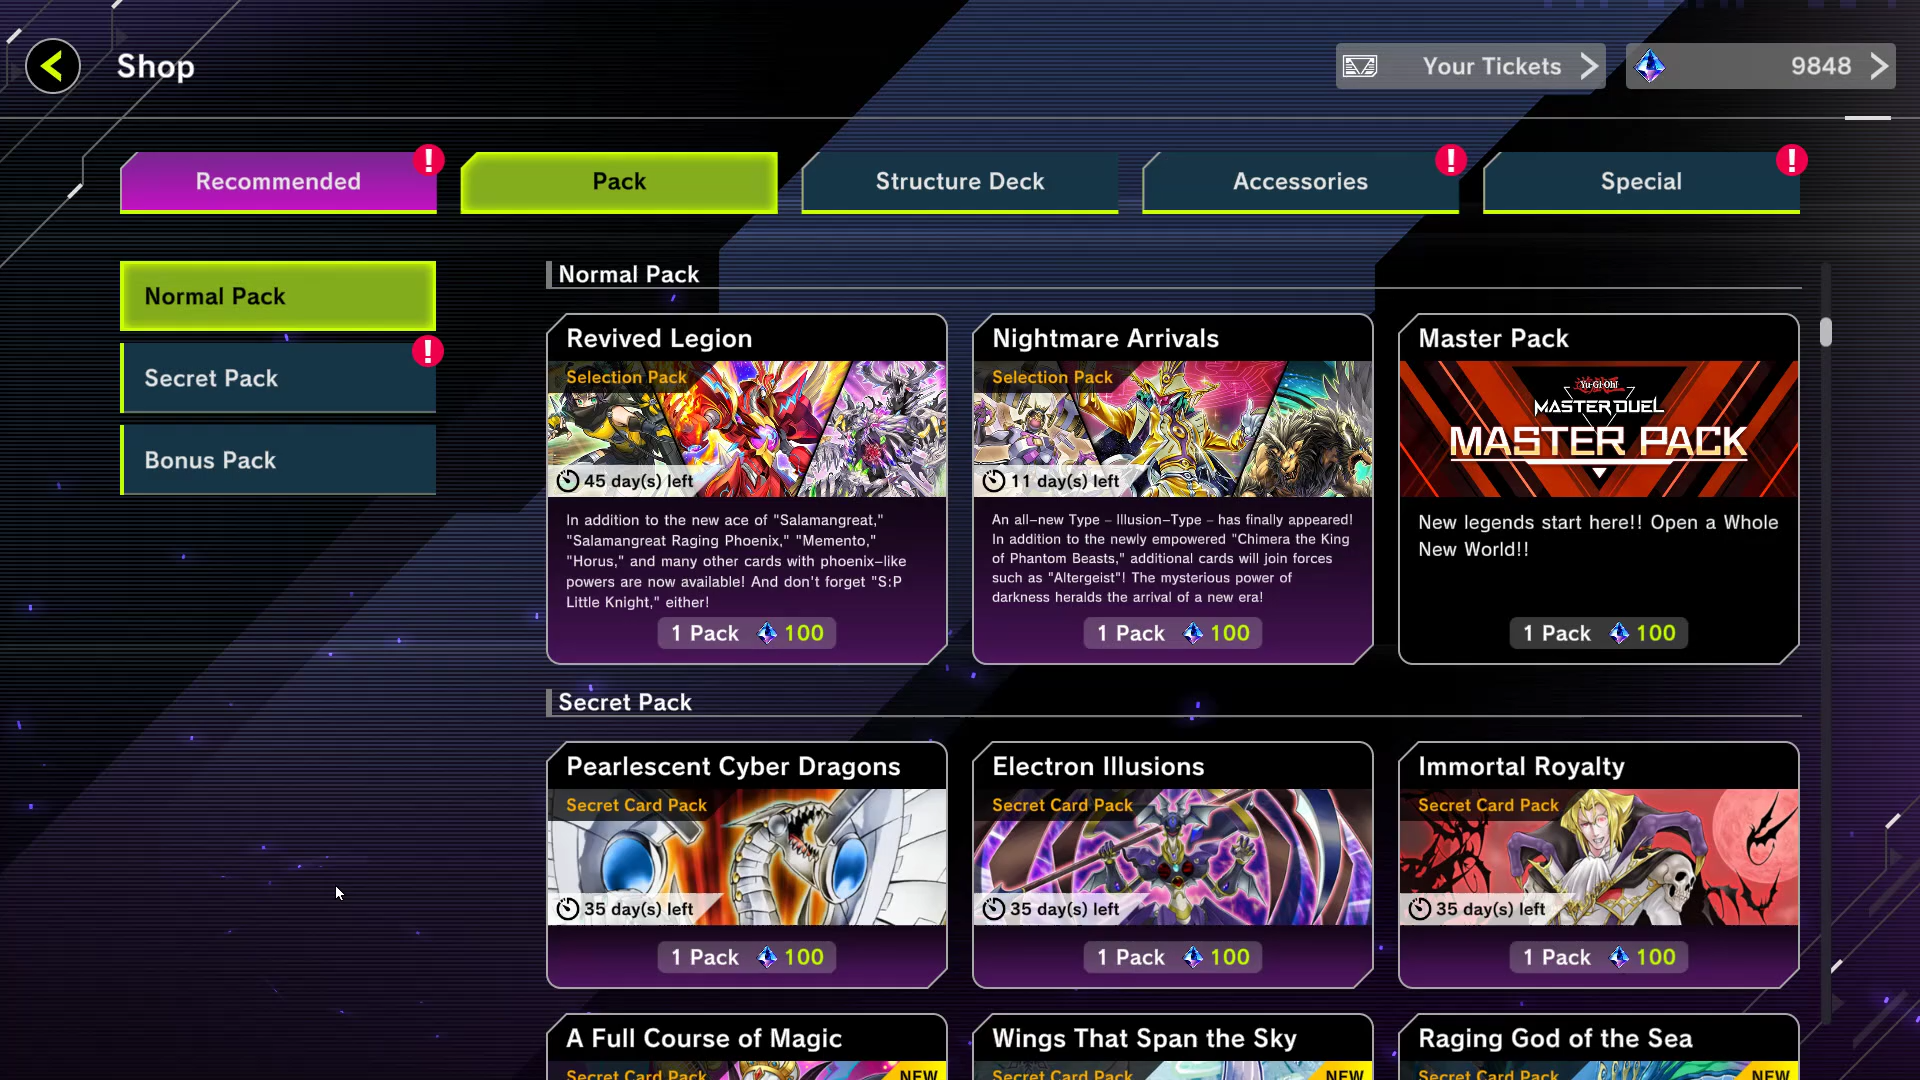 Shop
Your Tickets
9848
Recommended
!
Pack
Structure Deck
Accessories
!
Special
!
Normal Pack
Secret Pack
!
Bonus Pack
Normal Pack
Revived Legion
Selection Pack
45 day(s) left
In addition to the new ace of "Salamangreat,"
"Salamangreat Raging Phoenix," "Memento,"
"Horus," and many other cards with phoenix-like
powers are now available! And don't forget "S:P
Little Knight," either!
1 Pack 100
Nightmare Arrivals
Selection Pack
11 day(s) left
An all-new Type – Illusion-Type – has finally appeared!
In addition to the newly empowered "Chimera the King
of Phantom Beasts," additional cards will join forces
such as "Altergeist"! The mysterious power of
darkness heralds the arrival of a new era!
1 Pack 100
Master Pack
Yu-Gi-Oh!
MASTER DUEL
MASTER PACK
New legends start here!! Open a Whole
New World!!
1 Pack 100
Secret Pack
Pearlescent Cyber Dragons
Secret Card Pack
35 day(s) left
1 Pack 100
Electron Illusions
Secret Card Pack
35 day(s) left
1 Pack 100
Immortal Royalty
Secret Card Pack
35 day(s) left
1 Pack 100
A Full Course of Magic
Secret Card Pack
NEW
Wings That Span the Sky
Secret Card Pack
NEW
Raging God of the Sea
Secret Card Pack
NEW